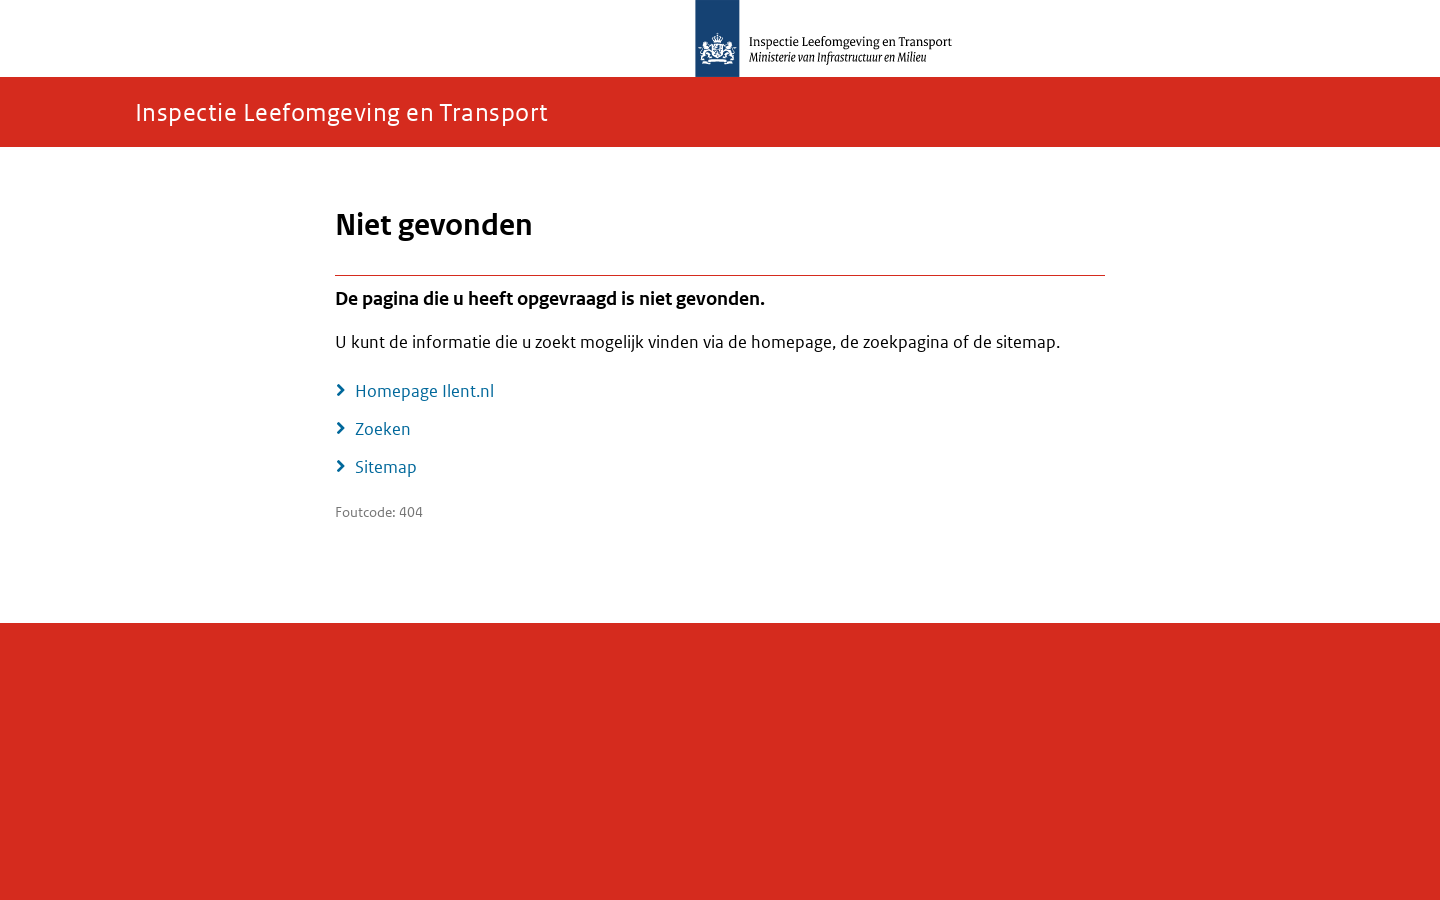 Inspectie Leefomgeving en Transport
Ministerie van Infrastructuur en Milieu
Inspectie Leefomgeving en Transport
Niet gevonden
De pagina die u heeft opgevraagd is niet gevonden.
U kunt de informatie die u zoekt mogelijk vinden via de homepage, de zoekpagina of de sitemap.
Homepage Ilent.nl
Zoeken
Sitemap
Foutcode: 404